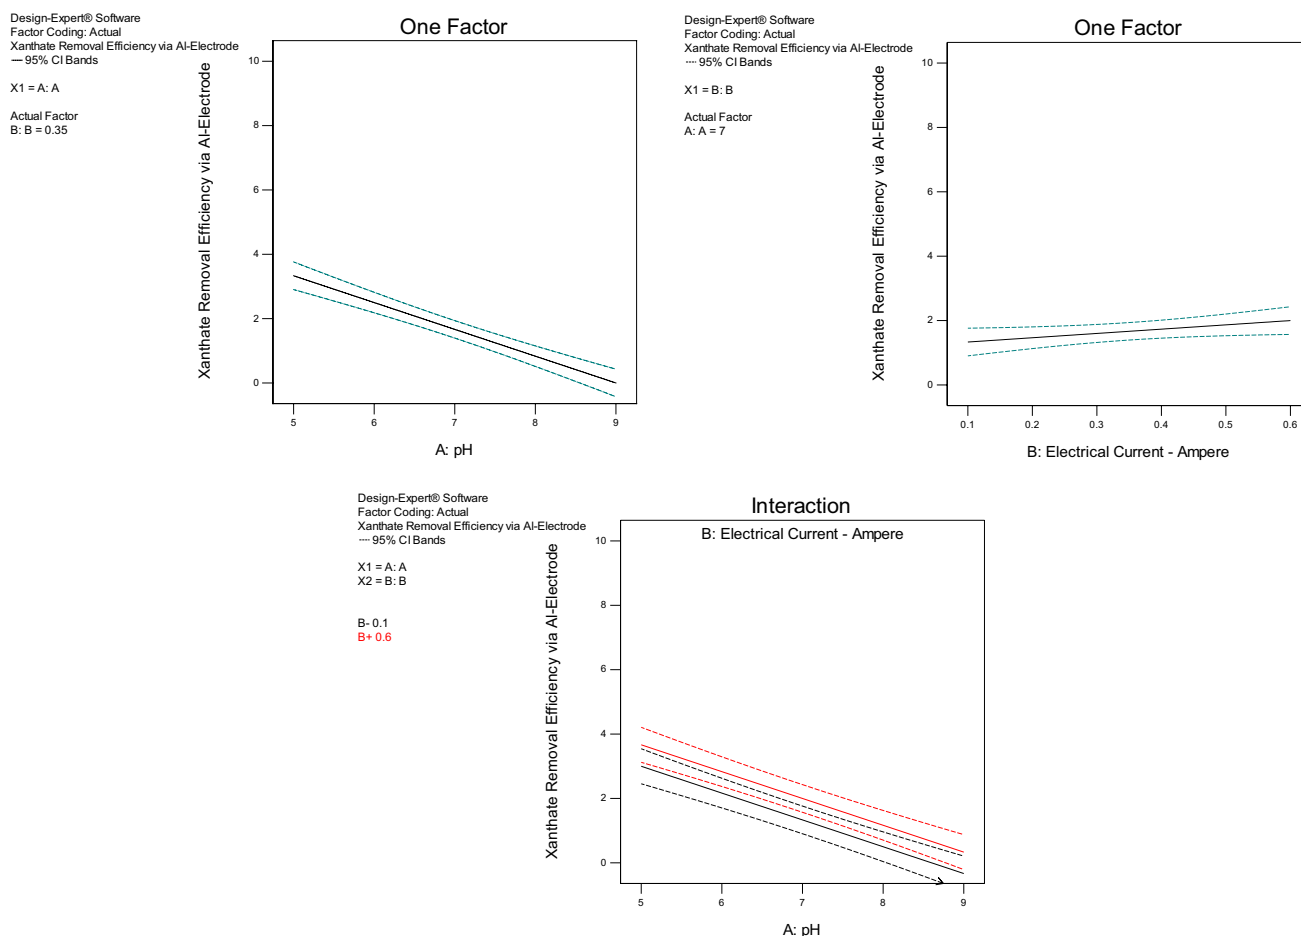 Design-Expert® Software
Factor Coding: Actual
Xanthate Removal Efficiency via Al-Electrode
95% CI Bands
X1 = A: A
Actual Factor
B: B = 0.35
One Factor
Xanthate Removal Efficiency via Al-Electrode
10
8
6
4
2
0
5 6 7 8 9
A: pH
Design-Expert® Software
Factor Coding: Actual
Xanthate Removal Efficiency via Al-Electrode
95% CI Bands
X1 = B: B
Actual Factor
A: A = 7
One Factor
Xanthate Removal Efficiency via Al-Electrode
10
8
6
4
2
0
0.1 0.2 0.3 0.4 0.5 0.6
B: Electrical Current - Ampere
Design-Expert® Software
Factor Coding: Actual
Xanthate Removal Efficiency via Al-Electrode
95% CI Bands
X1 = A: A
X2 = B: B
B- 0.1
B+ 0.6
Interaction
B: Electrical Current - Ampere
Xanthate Removal Efficiency via Al-Electrode
10
8
6
4
2
0
5 6 7 8 9
A: pH